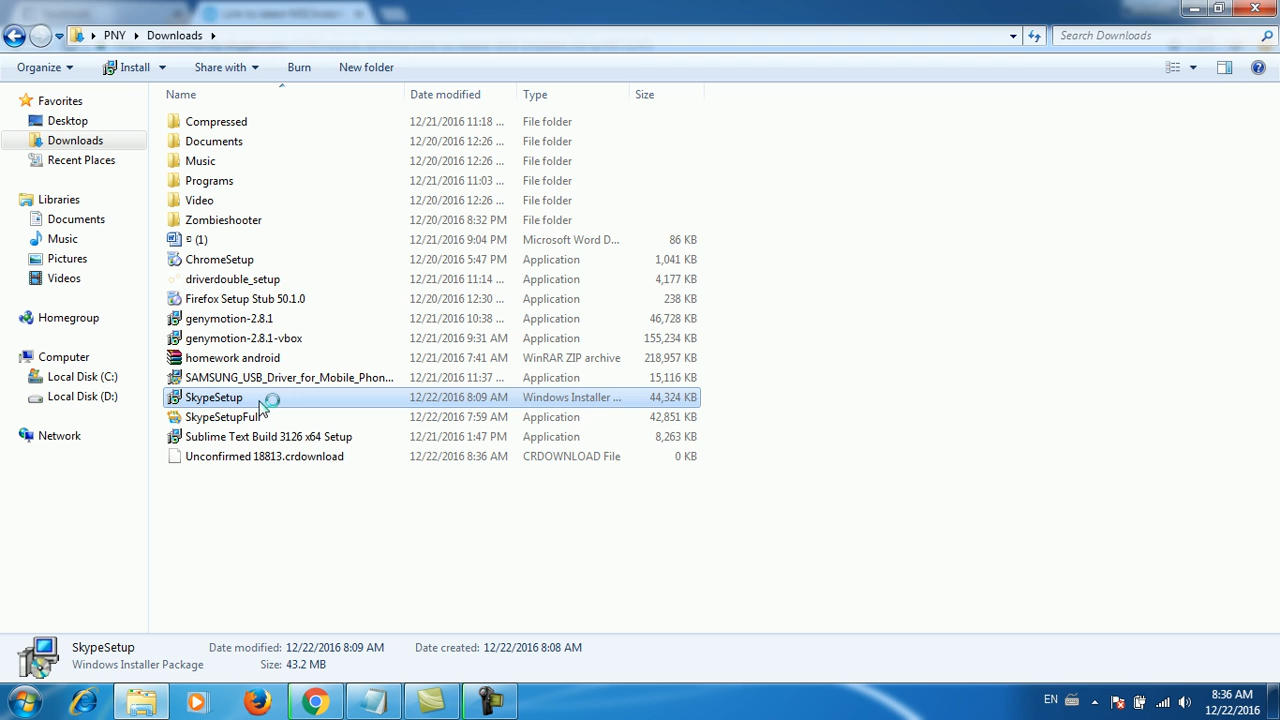 PNY Downloads
Search Downloads
Organize Install Share with Burn New folder
Name Date modified Type Size
Favorites
Desktop
Downloads
Recent Places
Libraries
Documents
Music
Pictures
Videos
Homegroup
Computer
Local Disk (C:)
Local Disk (D:)
Network
Compressed 12/21/2016 11:18 ... File folder
Documents 12/20/2016 12:26 ... File folder
Music 12/20/2016 12:26 ... File folder
Programs 12/21/2016 11:03 ... File folder
Video 12/20/2016 12:26 ... File folder
Zombieshooter 12/20/2016 8:32 PM File folder
(1) 12/21/2016 9:04 PM Microsoft Word D... 86 KB
ChromeSetup 12/20/2016 5:47 PM Application 1,041 KB
driverdouble_setup 12/21/2016 11:14 ... Application 4,177 KB
Firefox Setup Stub 50.1.0 12/20/2016 12:30 ... Application 238 KB
genymotion-2.8.1 12/21/2016 10:38 ... Application 46,728 KB
genymotion-2.8.1-vbox 12/21/2016 9:31 AM Application 155,234 KB
homework android 12/21/2016 7:41 AM WinRAR ZIP archive 218,957 KB
SAMSUNG_USB_Driver_for_Mobile_Phon... 12/21/2016 11:37 ... Application 15,116 KB
SkypeSetup 12/22/2016 8:09 AM Windows Installer ... 44,324 KB
SkypeSetupFull 12/22/2016 7:59 AM Application 42,851 KB
Sublime Text Build 3126 x64 Setup 12/21/2016 1:47 PM Application 8,263 KB
Unconfirmed 18813.crdownload 12/22/2016 8:36 AM CRDOWNLOAD File 0 KB
SkypeSetup Date modified: 12/22/2016 8:09 AM Date created: 12/22/2016 8:08 AM
Windows Installer Package Size: 43.2 MB
EN 8:36 AM
12/22/2016